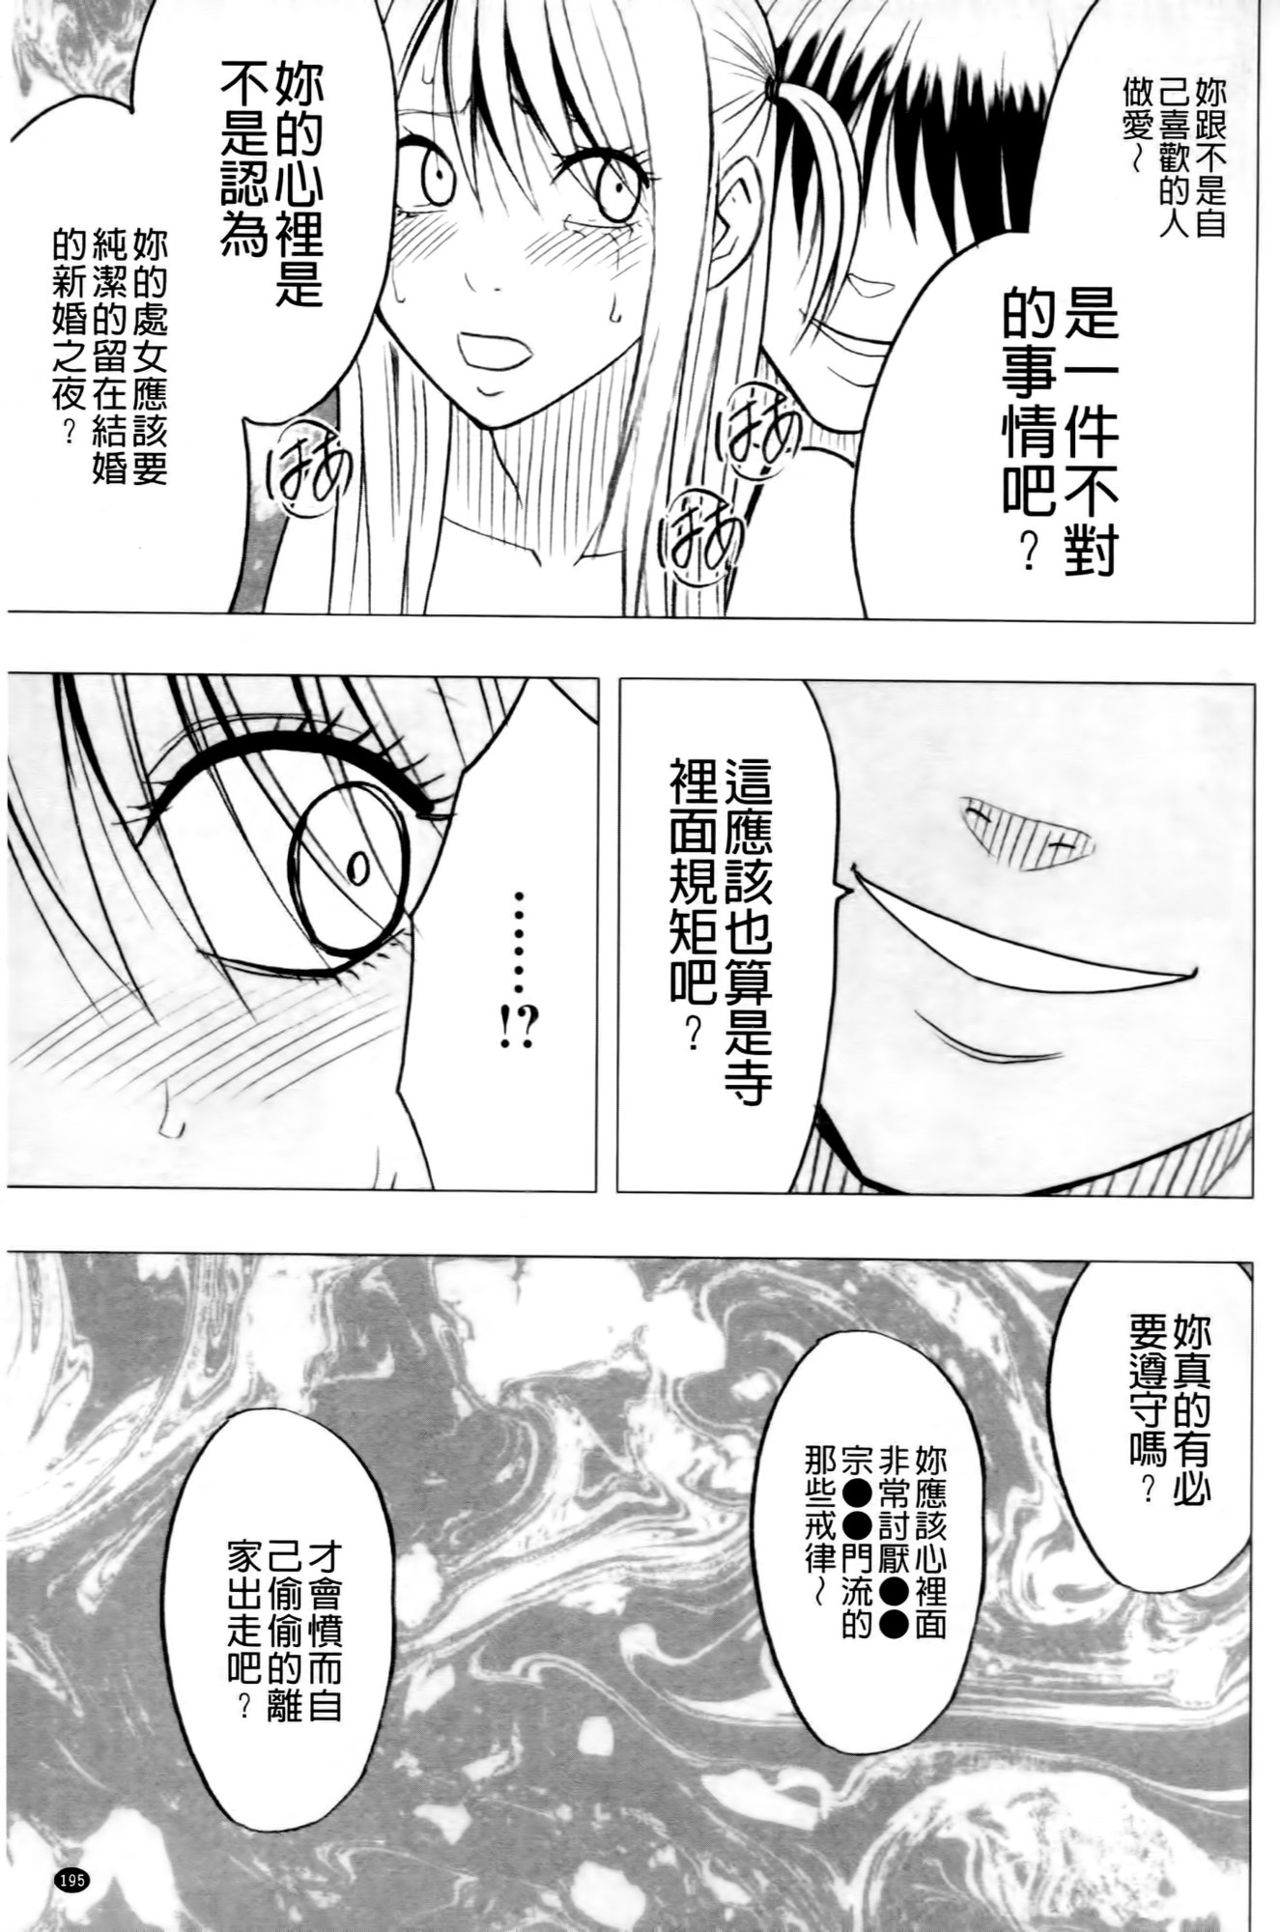 妳跟不是自
己喜歡的人
做愛~
是一件不對
的事情吧?
妳的心裡是
不是認為
妳的處女應該要
純潔的留在結婚
的新婚之夜?
はあ
はあ
はあ
這應該也算是寺
裡面規矩吧?
……!?
妳真的有必
要遵守嗎?
妳應該心裡面
非常討厭●●
宗●●門流的
那些戒律~
才會憤而自
己偷偷的離
家出走吧?
195